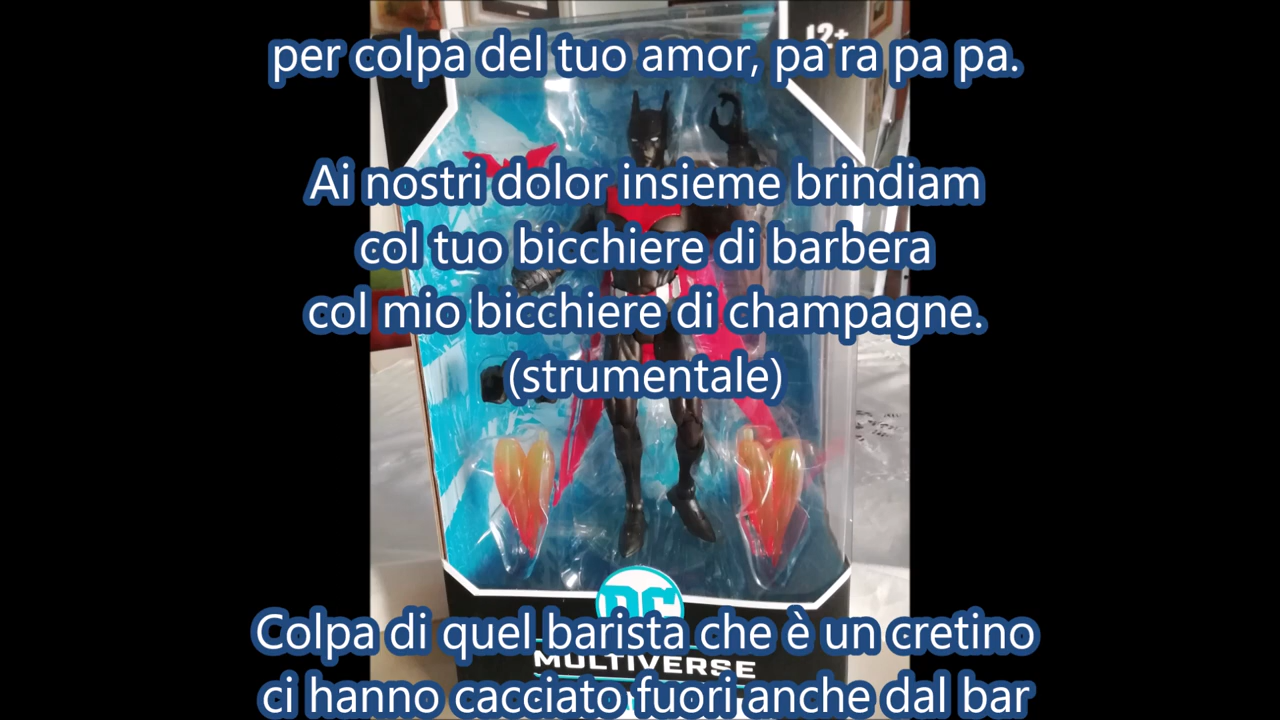 12+
per colpa del tuo amor, pa ra pa pa.
Ai nostri dolor insieme brindiam
col tuo bicchiere di barbera
col mio bicchiere di champagne.
(strumentale)
DC
Colpa di quel barista che è un cretino
MULTIVERSE
ci hanno cacciato fuori anche dal bar